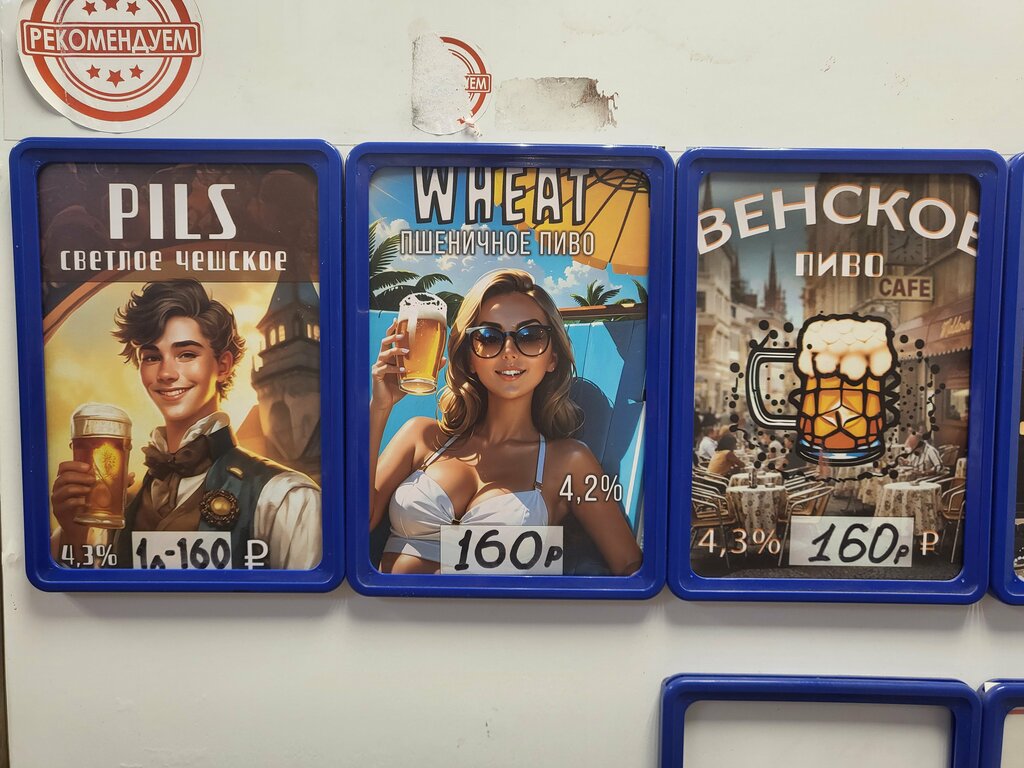 РЕКОМЕНДУЕМ
ЕМ
PILS
СВЕТЛОЕ ЧЕШСКОЕ
4,3%
1л-160
₽
WHEAT
ПШЕНИЧНОЕ ПИВО
4,2%
160р
ВЕНСКОЕ
ПИВО
CAFE
4,3%
160р
₽